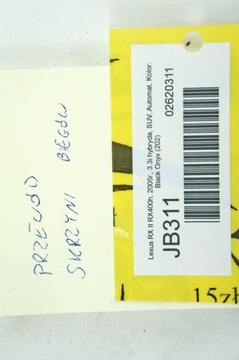 PRZEWÓD
SKRZYNI BIEGÓW
Lexus RX II RX400h, 2005r., 3.3i hybryda, SUV, Automat, Kolor:
Black Onyx (202)
JB311
02620311
15zł